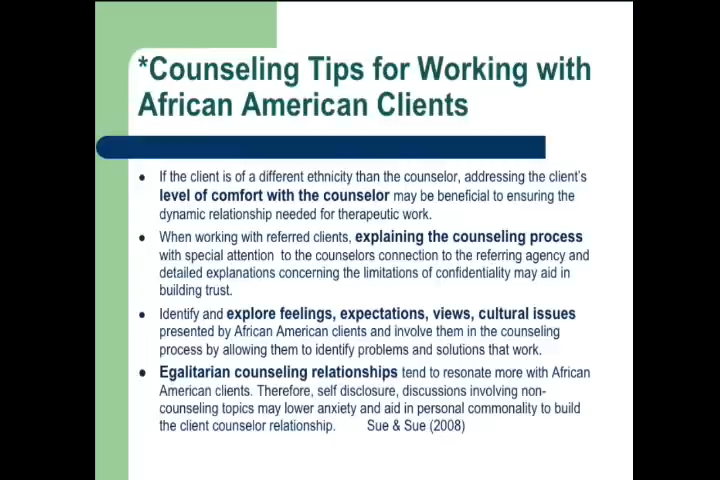 *Counseling Tips for Working with
African American Clients
● If the client is of a different ethnicity than the counselor, addressing the client's
level of comfort with the counselor may be beneficial to ensuring the
dynamic relationship needed for therapeutic work.
● When working with referred clients, explaining the counseling process
with special attention to the counselors connection to the referring agency and
detailed explanations concerning the limitations of confidentiality may aid in
building trust.
● Identify and explore feelings, expectations, views, cultural issues
presented by African American clients and involve them in the counseling
process by allowing them to identify problems and solutions that work.
● Egalitarian counseling relationships tend to resonate more with African
American clients. Therefore, self disclosure, discussions involving non-
counseling topics may lower anxiety and aid in personal commonality to build
the client counselor relationship. Sue & Sue (2008)